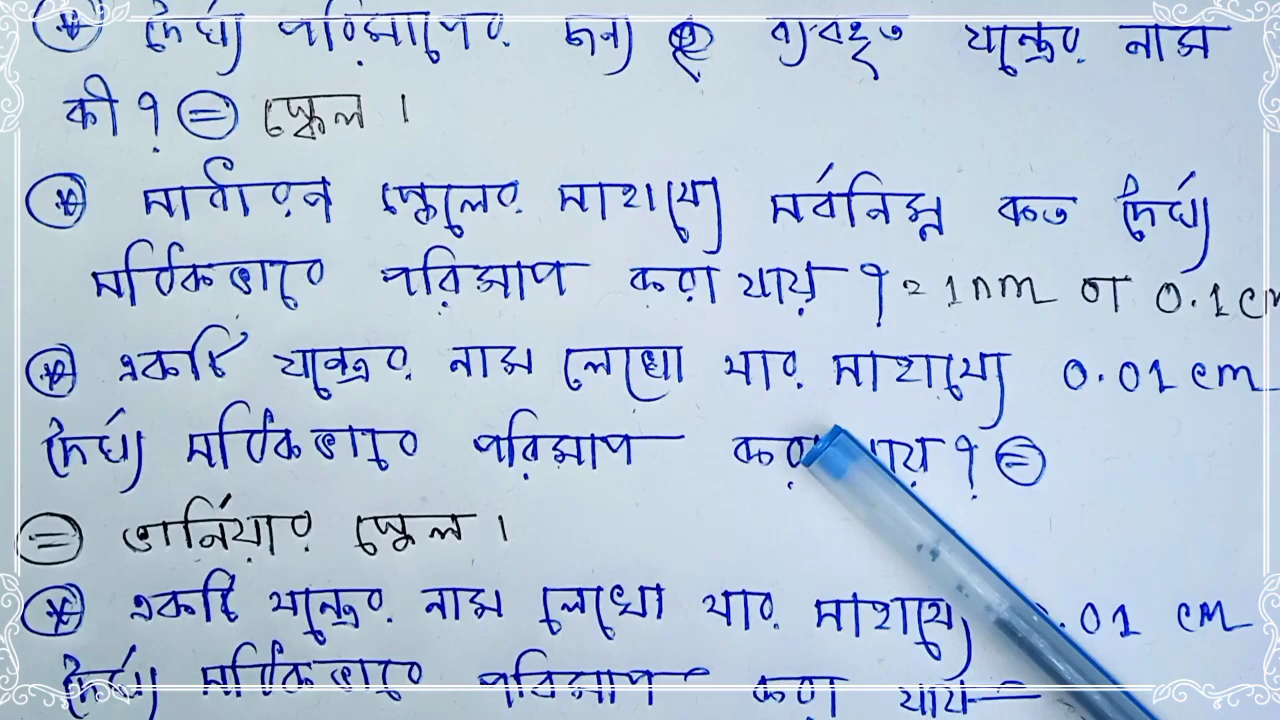 * দৈর্ঘ্য পরিমাপের জন্য ব্যবহৃত যন্ত্রের নাম
কী? = স্কেল।
* সাধারন স্কেলের সাহায্যে সর্বনিম্ন কত দৈর্ঘ্য
সঠিকভাবে পরিমাপ করা যায়? = 1mm বা 0.1cm
* একটি যন্ত্রের নাম লেখো যার সাহায্যে 0.01 cm
দৈর্ঘ্য সঠিকভাবে পরিমাপ করা যায়? =
= ভার্নিয়ার স্কেল।
* একটি যন্ত্রের নাম লেখো যার সাহায্যে .01 cm
দৈর্ঘ্য সঠিকভাবে পরিমাপ করা যায়